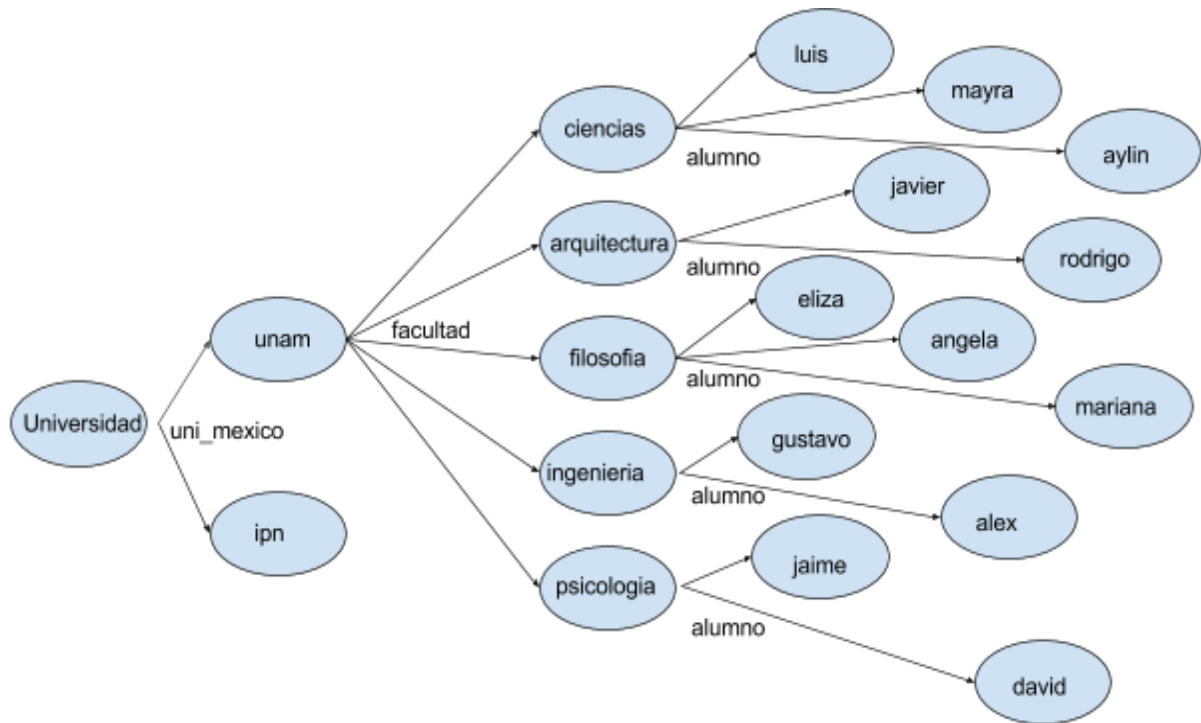 luis
mayra
ciencias
alumno
aylin
javier
arquitectura
alumno
rodrigo
eliza
unam
facultad
filosofia
angela
alumno
mariana
Universidad
uni_mexico
gustavo
ingenieria
alumno
alex
ipn
jaime
psicologia
alumno
david